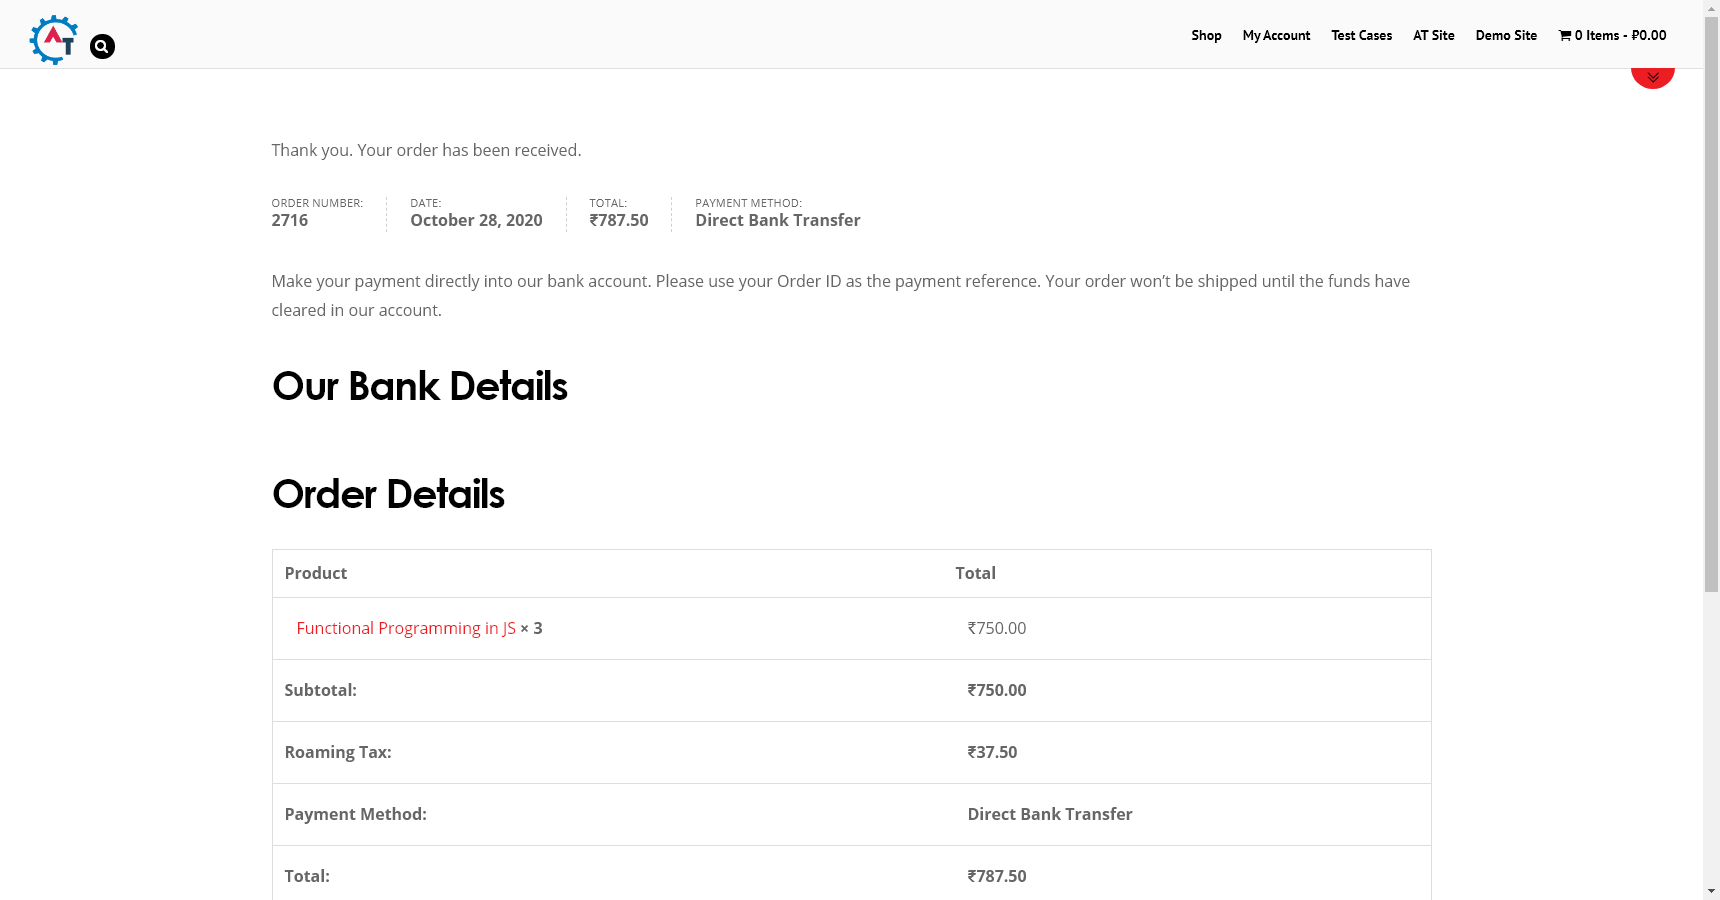 AT
Shop My Account Test Cases AT Site Demo Site 0 Items - ₽0.00
Thank you. Your order has been received.
ORDER NUMBER: DATE: TOTAL: PAYMENT METHOD:
2716 October 28, 2020 ₹787.50 Direct Bank Transfer
Make your payment directly into our bank account. Please use your Order ID as the payment reference. Your order won’t be shipped until the funds have
cleared in our account.
Our Bank Details
Order Details
Product Total
Functional Programming in JS × 3 ₹750.00
Subtotal: ₹750.00
Roaming Tax: ₹37.50
Payment Method: Direct Bank Transfer
Total: ₹787.50